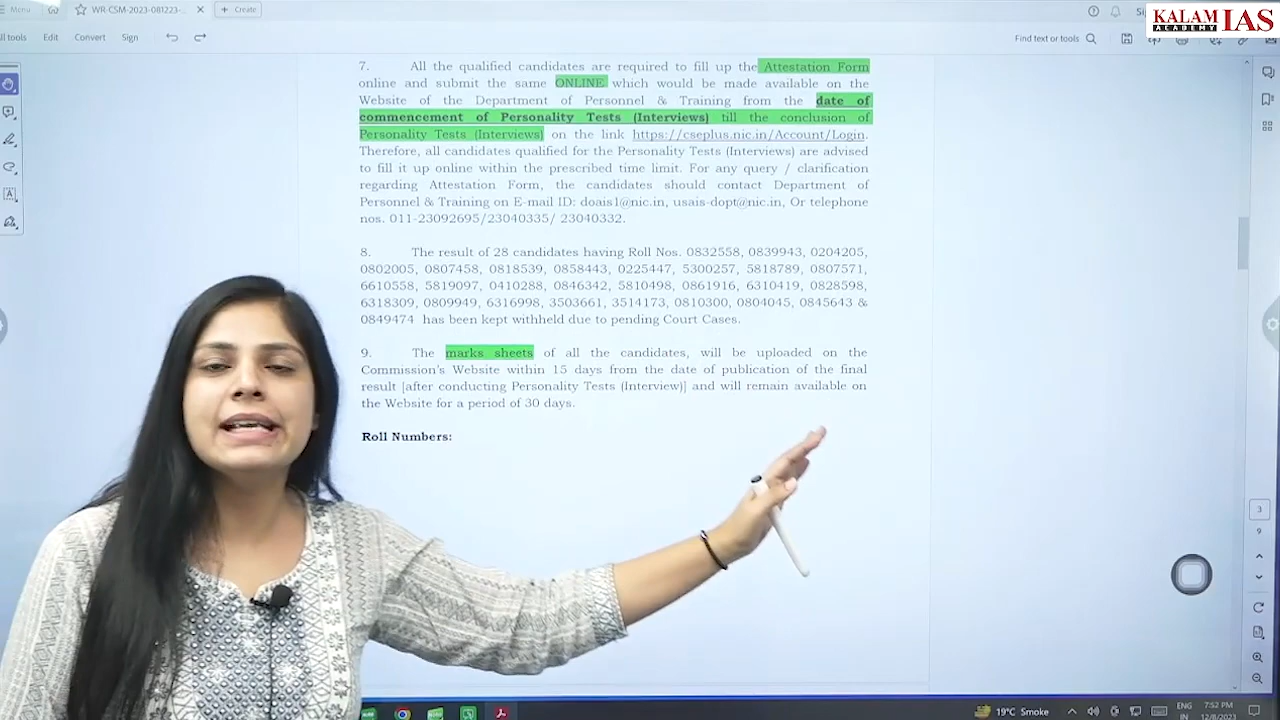 Menu
WR-CSM-2023-081223-...
Create
KALAM IAS
ACADEMY
All tools
Edit
Convert
Sign
Find text or tools
7. All the qualified candidates are required to fill up the Attestation Form
online and submit the same ONLINE which would be made available on the
Website of the Department of Personnel & Training from the date of
commencement of Personality Tests (Interviews) till the conclusion of
Personality Tests (Interviews) on the link https://cseplus.nic.in/Account/Login.
Therefore, all candidates qualified for the Personality Tests (Interviews) are advised
to fill it up online within the prescribed time limit. For any query / clarification
regarding Attestation Form, the candidates should contact Department of
Personnel & Training on E-mail ID: doais1@nic.in, usais-dopt@nic.in, Or telephone
nos. 011-23092695/23040335/ 23040332.
8. The result of 28 candidates having Roll Nos. 0832558, 0839943, 0204205,
0802005, 0807458, 0818539, 0858443, 0225447, 5300257, 5818789, 0807571,
6610558, 5819097, 0410288, 0846342, 5810498, 0861916, 6310419, 0828598,
6318309, 0809949, 6316998, 3503661, 3514173, 0810300, 0804045, 0845643 &
0849474 has been kept withheld due to pending Court Cases.
9. The marks sheets of all the candidates, will be uploaded on the
Commission's Website within 15 days from the date of publication of the final
result [after conducting Personality Tests (Interview)] and will remain available on
the Website for a period of 30 days.
Roll Numbers:
3
9
19°C Smoke
ENG
IN
7:52 PM
12/8/2023